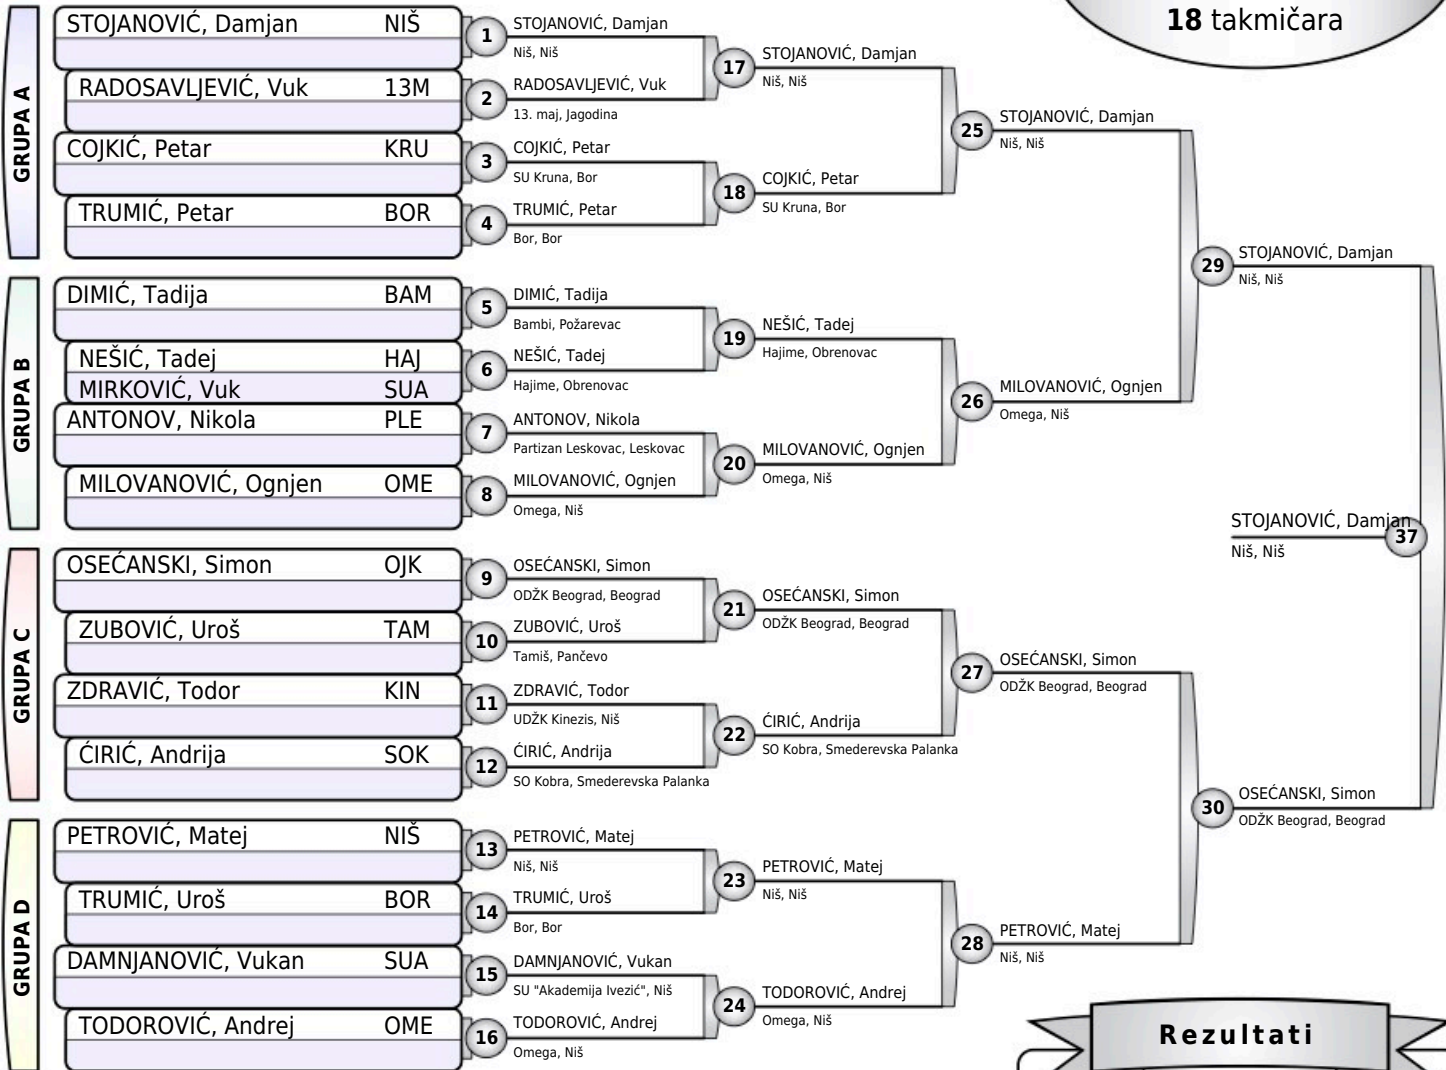 18 takmičara
GRUPA A
STOJANOVIĆ, Damjan NIŠ
RADOSAVLJEVIĆ, Vuk 13M
COJKIĆ, Petar KRU
TRUMIĆ, Petar BOR
GRUPA B
DIMIĆ, Tadija BAM
NEŠIĆ, Tadej HAJ
MIRKOVIĆ, Vuk SUA
ANTONOV, Nikola PLE
MILOVANOVIĆ, Ognjen OME
GRUPA C
OSEĆANSKI, Simon OJK
ZUBOVIĆ, Uroš TAM
ZDRAVIĆ, Todor KIN
ĆIRIĆ, Andrija SOK
GRUPA D
PETROVIĆ, Matej NIŠ
TRUMIĆ, Uroš BOR
DAMNJANOVIĆ, Vukan SUA
TODOROVIĆ, Andrej OME
1 STOJANOVIĆ, Damjan
Niš, Niš
2 RADOSAVLJEVIĆ, Vuk
13. maj, Jagodina
3 COJKIĆ, Petar
SU Kruna, Bor
4 TRUMIĆ, Petar
Bor, Bor
5 DIMIĆ, Tadija
Bambi, Požarevac
6 NEŠIĆ, Tadej
Hajime, Obrenovac
7 ANTONOV, Nikola
Partizan Leskovac, Leskovac
8 MILOVANOVIĆ, Ognjen
Omega, Niš
9 OSEĆANSKI, Simon
ODŽK Beograd, Beograd
10 ZUBOVIĆ, Uroš
Tamiš, Pančevo
11 ZDRAVIĆ, Todor
UDŽK Kinezis, Niš
12 ĆIRIĆ, Andrija
SO Kobra, Smederevska Palanka
13 PETROVIĆ, Matej
Niš, Niš
14 TRUMIĆ, Uroš
Bor, Bor
15 DAMNJANOVIĆ, Vukan
SU "Akademija Ivezić", Niš
16 TODOROVIĆ, Andrej
Omega, Niš
17 STOJANOVIĆ, Damjan
Niš, Niš
18 COJKIĆ, Petar
SU Kruna, Bor
19 NEŠIĆ, Tadej
Hajime, Obrenovac
20 MILOVANOVIĆ, Ognjen
Omega, Niš
21 OSEĆANSKI, Simon
ODŽK Beograd, Beograd
22 ĆIRIĆ, Andrija
SO Kobra, Smederevska Palanka
23 PETROVIĆ, Matej
Niš, Niš
24 TODOROVIĆ, Andrej
Omega, Niš
25 STOJANOVIĆ, Damjan
Niš, Niš
26 MILOVANOVIĆ, Ognjen
Omega, Niš
27 OSEĆANSKI, Simon
ODŽK Beograd, Beograd
28 PETROVIĆ, Matej
Niš, Niš
29 STOJANOVIĆ, Damjan
Niš, Niš
30 OSEĆANSKI, Simon
ODŽK Beograd, Beograd
STOJANOVIĆ, Damjan 37
Niš, Niš
Rezultati